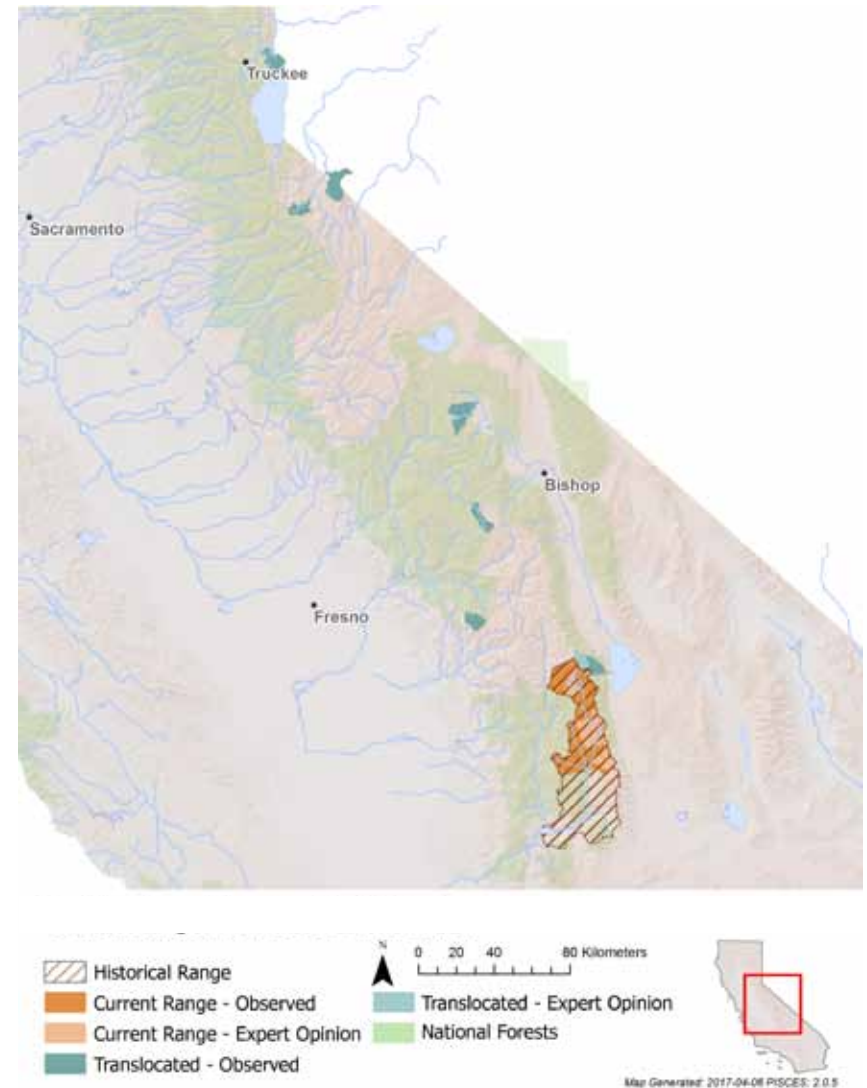 Truckee
Sacramento
Bishop
Fresno
N
0 20 40 80 Kilometers
Historical Range
Current Range - Observed
Translocated - Expert Opinion
Current Range - Expert Opinion
National Forests
Translocated - Observed
Map Generated: 2017-04-06 PISCES: 2.0.5